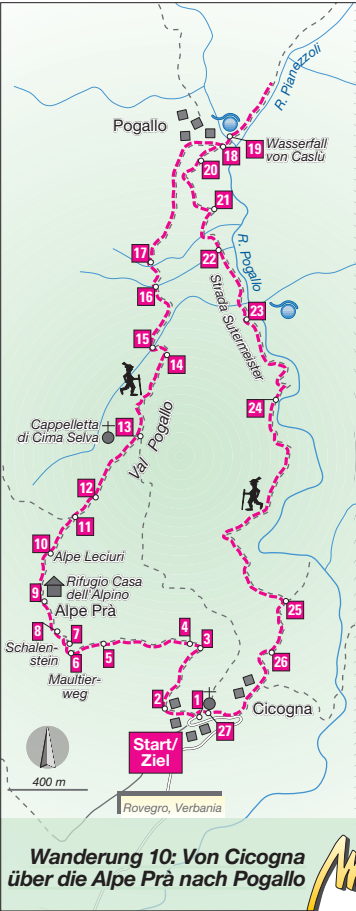 R. Pianezzoli
Pogallo
Wasserfall
von Caslù
19
18
20
21
17
22
R. Pogallo
16
Strada Sutermeister
23
15
14
24
Cappelletta
di Cima Selva
13
Val Pogallo
12
11
10
Alpe Leciuri
Rifugio Casa
dell'Alpino
9
Alpe Prà
25
8
7
4
3
Schalen-
stein
6
5
26
Maultier-
weg
2
1
Cicogna
27
Start/
Ziel
400 m
Rovegro, Verbania
Wanderung 10: Von Cicogna
über die Alpe Prà nach Pogallo